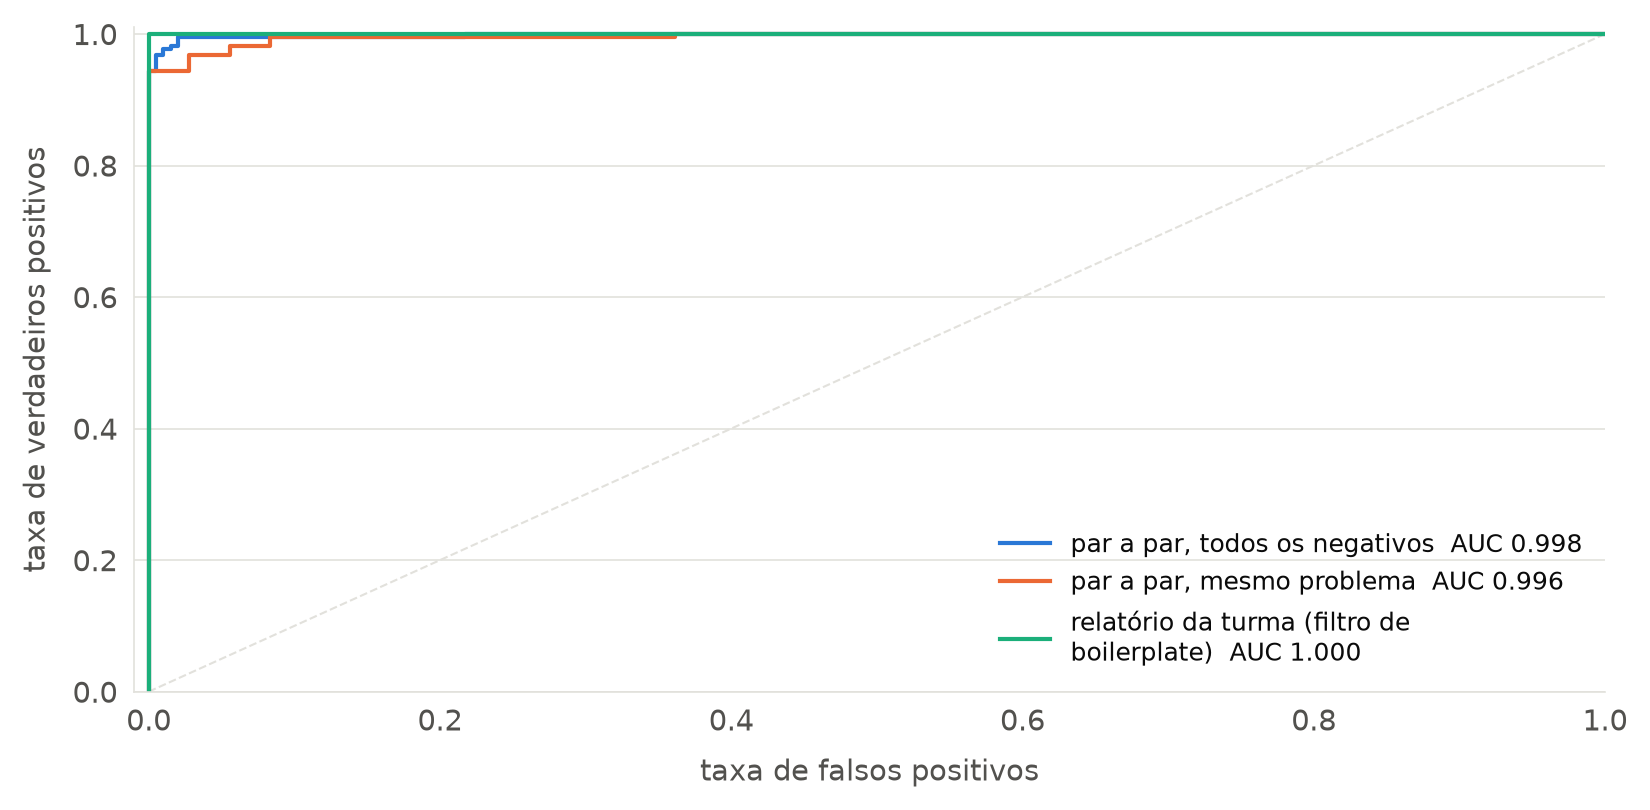 taxa de verdadeiros positivos
1.0
0.8
0.6
0.4
0.2
0.0
par a par, todos os negativos  AUC 0.998
par a par, mesmo problema  AUC 0.996
relatório da turma (filtro de
boilerplate)  AUC 1.000
0.0 0.2 0.4 0.6 0.8 1.0
taxa de falsos positivos